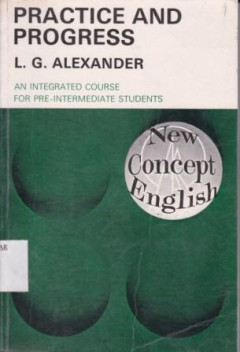 PRACTICE AND
PROGRESS
L. G. ALEXANDER
AN INTEGRATED COURSE
FOR PRE-INTERMEDIATE STUDENTS
New
Concept
English